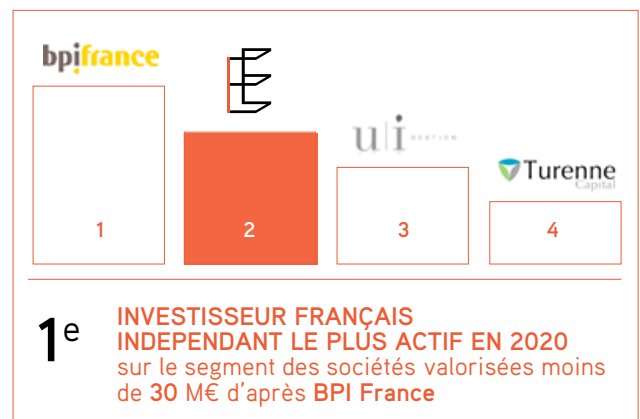 bpifrance
E
u|i GESTION
Turenne
Capital
1
2
3
4
1e
INVESTISSEUR FRANÇAIS
INDEPENDANT LE PLUS ACTIF EN 2020
sur le segment des sociétés valorisées moins
de 30 M€ d’après BPI France